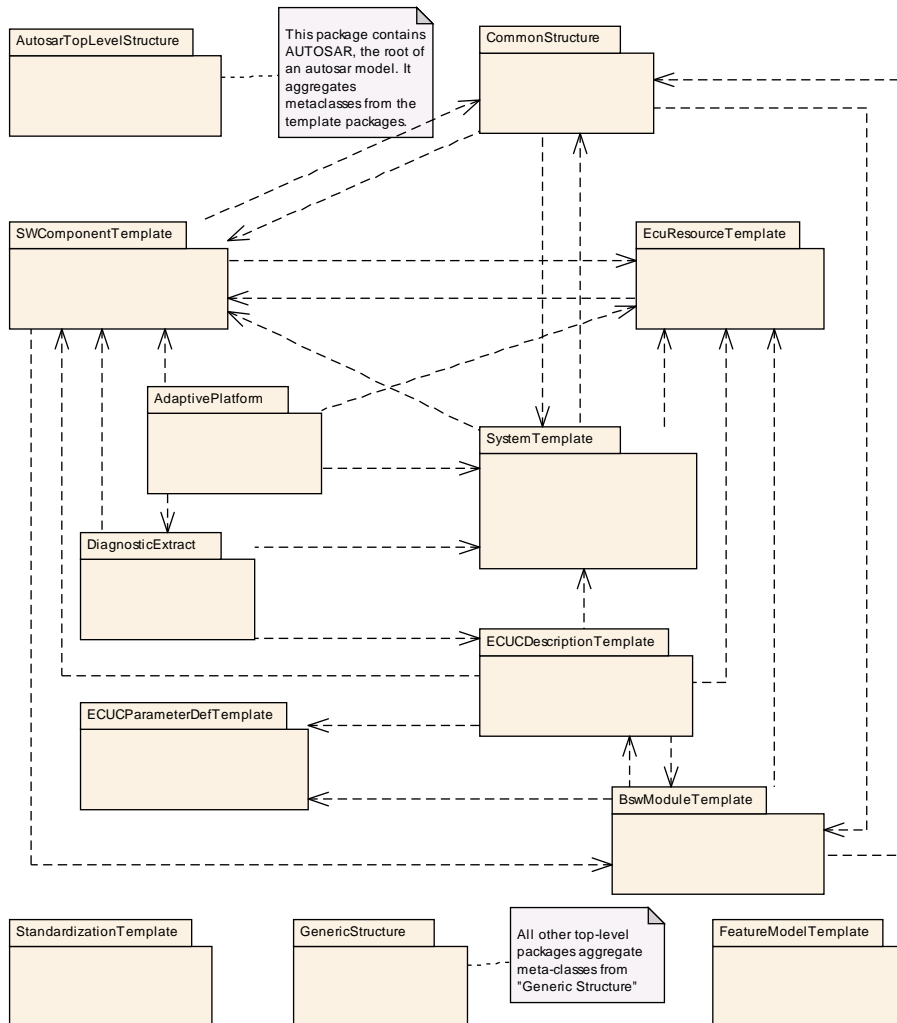 AutosarTopLevelStructure
This package contains
AUTOSAR, the root of
an autosar model. It
aggregates
metaclasses from the
template packages.
CommonStructure
SWComponentTemplate
EcuResourceTemplate
AdaptivePlatform
SystemTemplate
DiagnosticExtract
ECUCDescriptionTemplate
ECUCParameterDefTemplate
BswModuleTemplate
StandardizationTemplate
GenericStructure
All other top-level
packages aggregate
meta-classes from
"Generic Structure"
FeatureModelTemplate